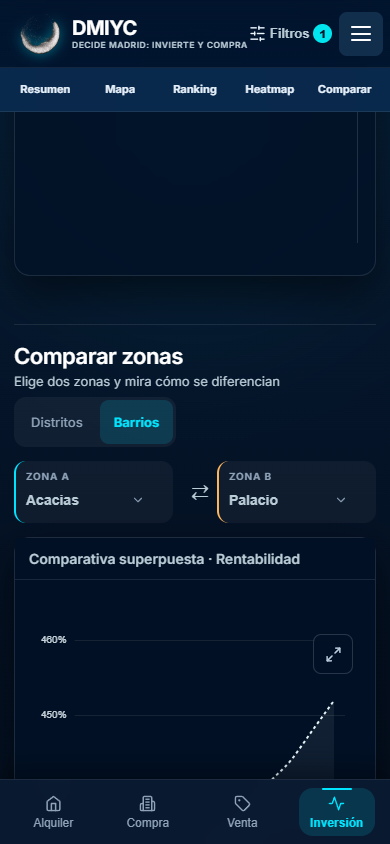 DMIYC
DECIDE MADRID: INVIERTE Y COMPRA
Filtros 1
Resumen Mapa Ranking Heatmap Comparar
Comparar zonas
Elige dos zonas y mira cómo se diferencian
Distritos Barrios
ZONA A
Acacias
ZONA B
Palacio
Comparativa superpuesta · Rentabilidad
460%
450%
Alquiler Compra Venta Inversión